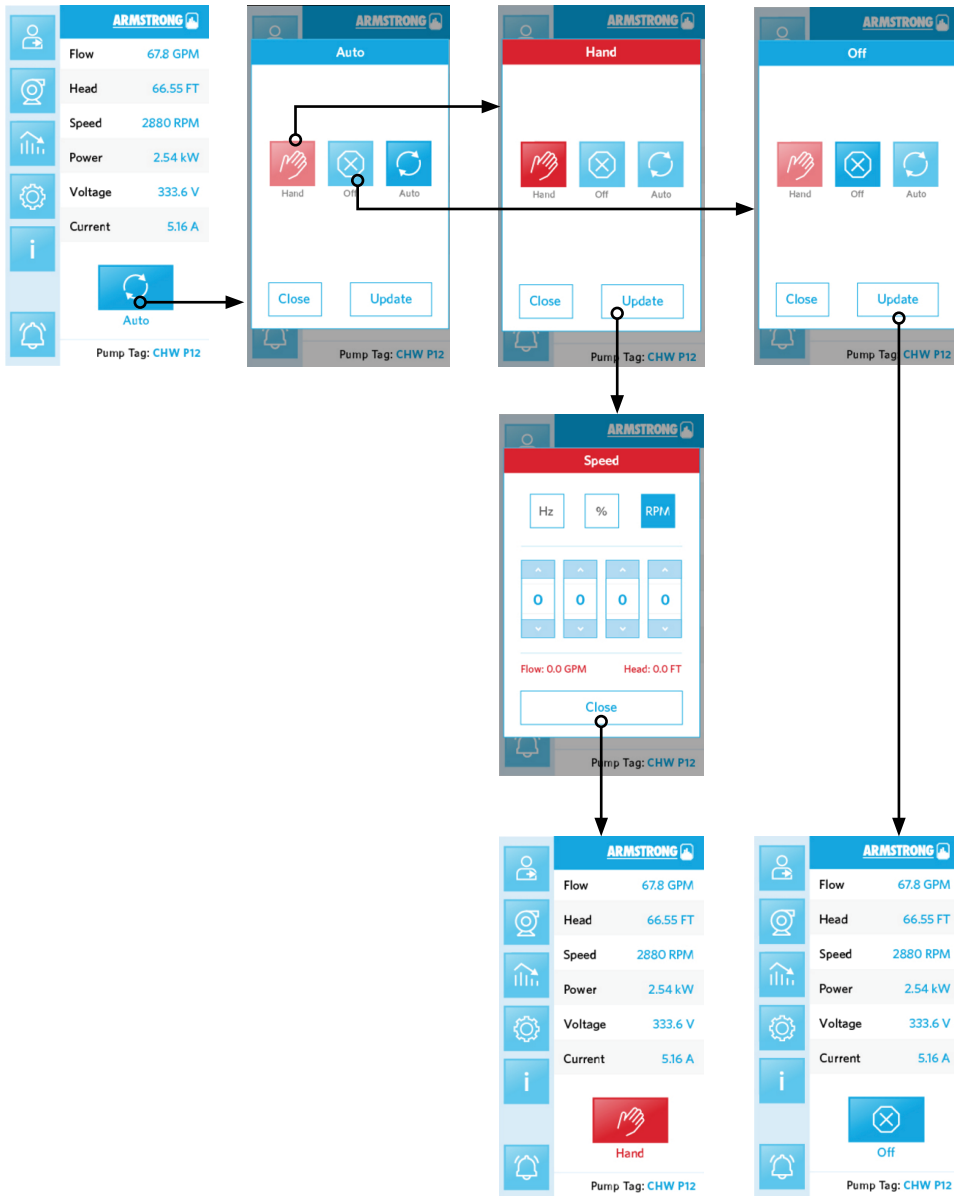 ARMSTRONG
Flow 67.8 GPM
Head 66.55 FT
Speed 2880 RPM
Power 2.54 kW
Voltage 333.6 V
Current 5.16 A
i
Auto
Pump Tag: CHW P12
ARMSTRONG
Auto
Hand Off Auto
Close Update
Pump Tag: CHW P12
ARMSTRONG
Hand
Hand Off Auto
Close Update
Pump Tag: CHW P12
ARMSTRONG
Off
Hand Off Auto
Close Update
Pump Tag: CHW P12
ARMSTRONG
Speed
Hz % RPM
0 0 0 0
Flow: 0.0 GPM Head: 0.0 FT
Close
Pump Tag: CHW P12
ARMSTRONG
Flow 67.8 GPM
Head 66.55 FT
Speed 2880 RPM
Power 2.54 kW
Voltage 333.6 V
Current 5.16 A
i
Hand
Pump Tag: CHW P12
ARMSTRONG
Flow 67.8 GPM
Head 66.55 FT
Speed 2880 RPM
Power 2.54 kW
Voltage 333.6 V
Current 5.16 A
i
Off
Pump Tag: CHW P12